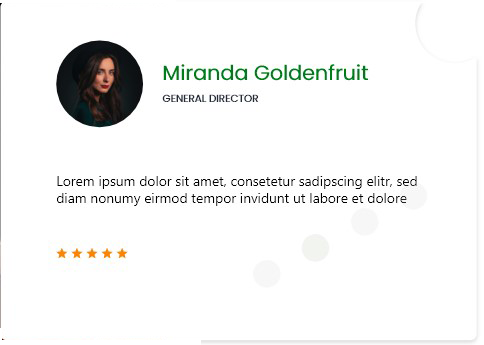 Miranda Goldenfruit
GENERAL DIRECTOR
Lorem ipsum dolor sit amet, consetetur sadipscing elitr, sed
diam nonumy eirmod tempor invidunt ut labore et dolore